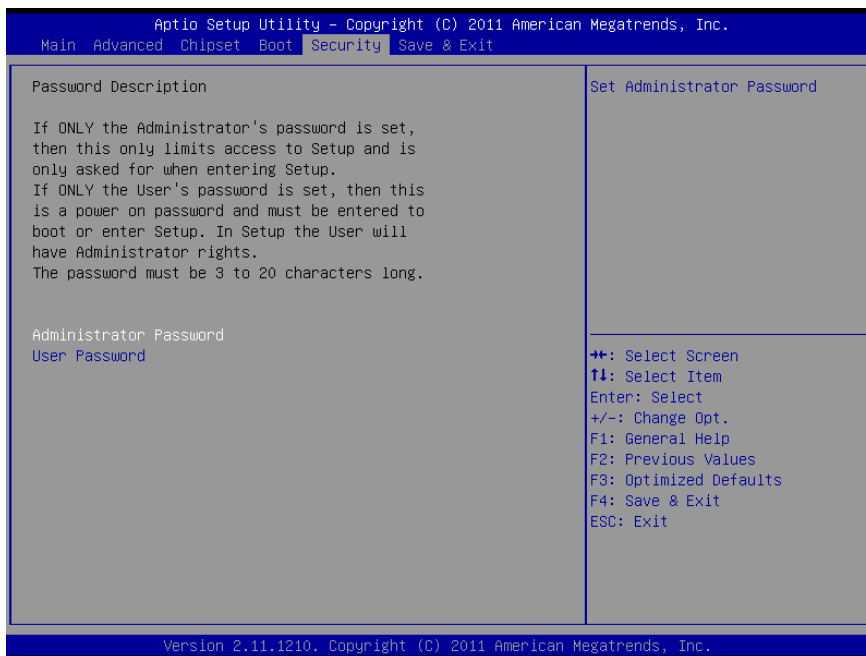 Aptio Setup Utility – Copyright (C) 2011 American Megatrends, Inc.
Main Advanced Chipset Boot Security Save & Exit
Password Description
If ONLY the Administrator's password is set,
then this only limits access to Setup and is
only asked for when entering Setup.
If ONLY the User's password is set, then this
is a power on password and must be entered to
boot or enter Setup. In Setup the User will
have Administrator rights.
The password must be 3 to 20 characters long.
Administrator Password
User Password
Set Administrator Password
→←: Select Screen
↑↓: Select Item
Enter: Select
+/-: Change Opt.
F1: General Help
F2: Previous Values
F3: Optimized Defaults
F4: Save & Exit
ESC: Exit
Version 2.11.1210. Copyright (C) 2011 American Megatrends, Inc.